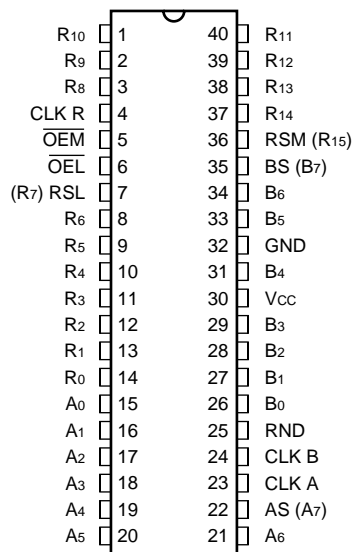 R10 1 40 R11
R9 2 39 R12
R8 3 38 R13
CLK R 4 37 R14
O̅E̅M̅ 5 36 RSM (R15)
O̅E̅L̅ 6 35 BS (B7)
(R7) RSL 7 34 B6
R6 8 33 B5
R5 9 32 GND
R4 10 31 B4
R3 11 30 VCC
R2 12 29 B3
R1 13 28 B2
R0 14 27 B1
A0 15 26 B0
A1 16 25 RND
A2 17 24 CLK B
A3 18 23 CLK A
A4 19 22 AS (A7)
A5 20 21 A6